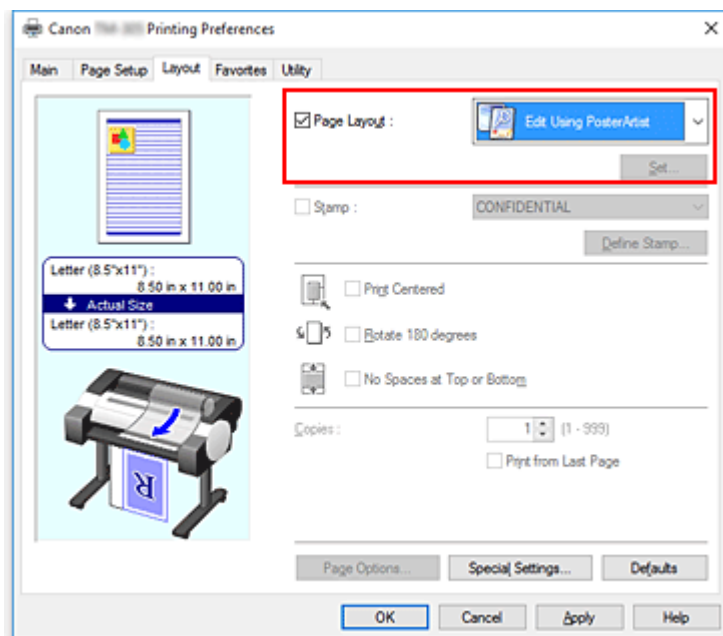 Canon Printing Preferences
Main Page Setup Layout Favorites Utility
Page Layout :
Edit Using PosterArtist
Set...
Stamp :
CONFIDENTIAL
Define Stamp...
Letter (8.5"x11") :
8.50 in x 11.00 in
Actual Size
Letter (8.5"x11") :
8.50 in x 11.00 in
Print Centered
Rotate 180 degrees
No Spaces at Top or Bottom
Copies :
1 (1 - 999)
Print from Last Page
R
Page Options... Special Settings... Defaults
OK Cancel Apply Help